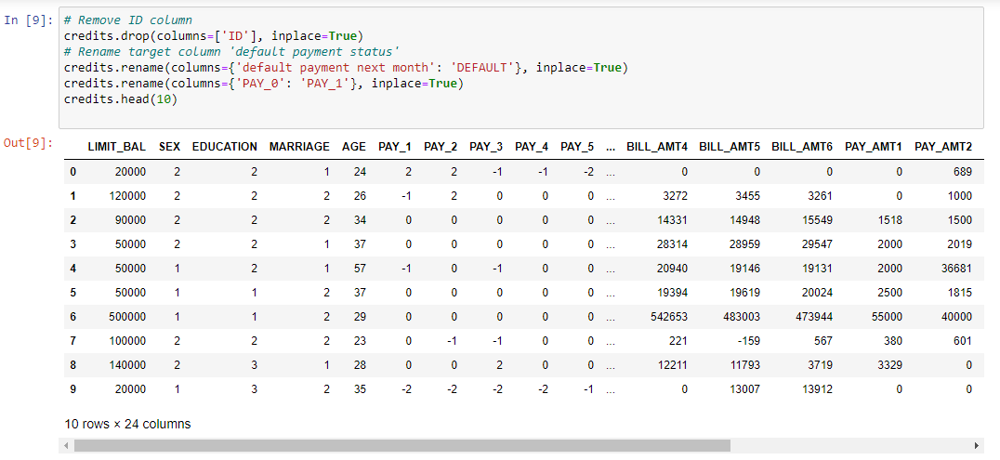 In [9]: # Remove ID column
credits.drop(columns=['ID'], inplace=True)
# Rename target column 'default payment status'
credits.rename(columns={'default payment next month': 'DEFAULT'}, inplace=True)
credits.rename(columns={'PAY_0': 'PAY_1'}, inplace=True)
credits.head(10)
Out[9]:
LIMIT_BAL SEX EDUCATION MARRIAGE AGE PAY_1 PAY_2 PAY_3 PAY_4 PAY_5 ... BILL_AMT4 BILL_AMT5 BILL_AMT6 PAY_AMT1 PAY_AMT2
0 20000 2 2 1 24 2 2 -1 -1 -2 ... 0 0 0 0 689
1 120000 2 2 2 26 -1 2 0 0 0 ... 3272 3455 3261 0 1000
2 90000 2 2 2 34 0 0 0 0 0 ... 14331 14948 15549 1518 1500
3 50000 2 2 1 37 0 0 0 0 0 ... 28314 28959 29547 2000 2019
4 50000 1 2 1 57 -1 0 -1 0 0 ... 20940 19146 19131 2000 36681
5 50000 1 1 2 37 0 0 0 0 0 ... 19394 19619 20024 2500 1815
6 500000 1 1 2 29 0 0 0 0 0 ... 542653 483003 473944 55000 40000
7 100000 2 2 2 23 0 -1 -1 0 0 ... 221 -159 567 380 601
8 140000 2 3 1 28 0 0 2 0 0 ... 12211 11793 3719 3329 0
9 20000 1 3 2 35 -2 -2 -2 -2 -1 ... 0 13007 13912 0 0
10 rows × 24 columns